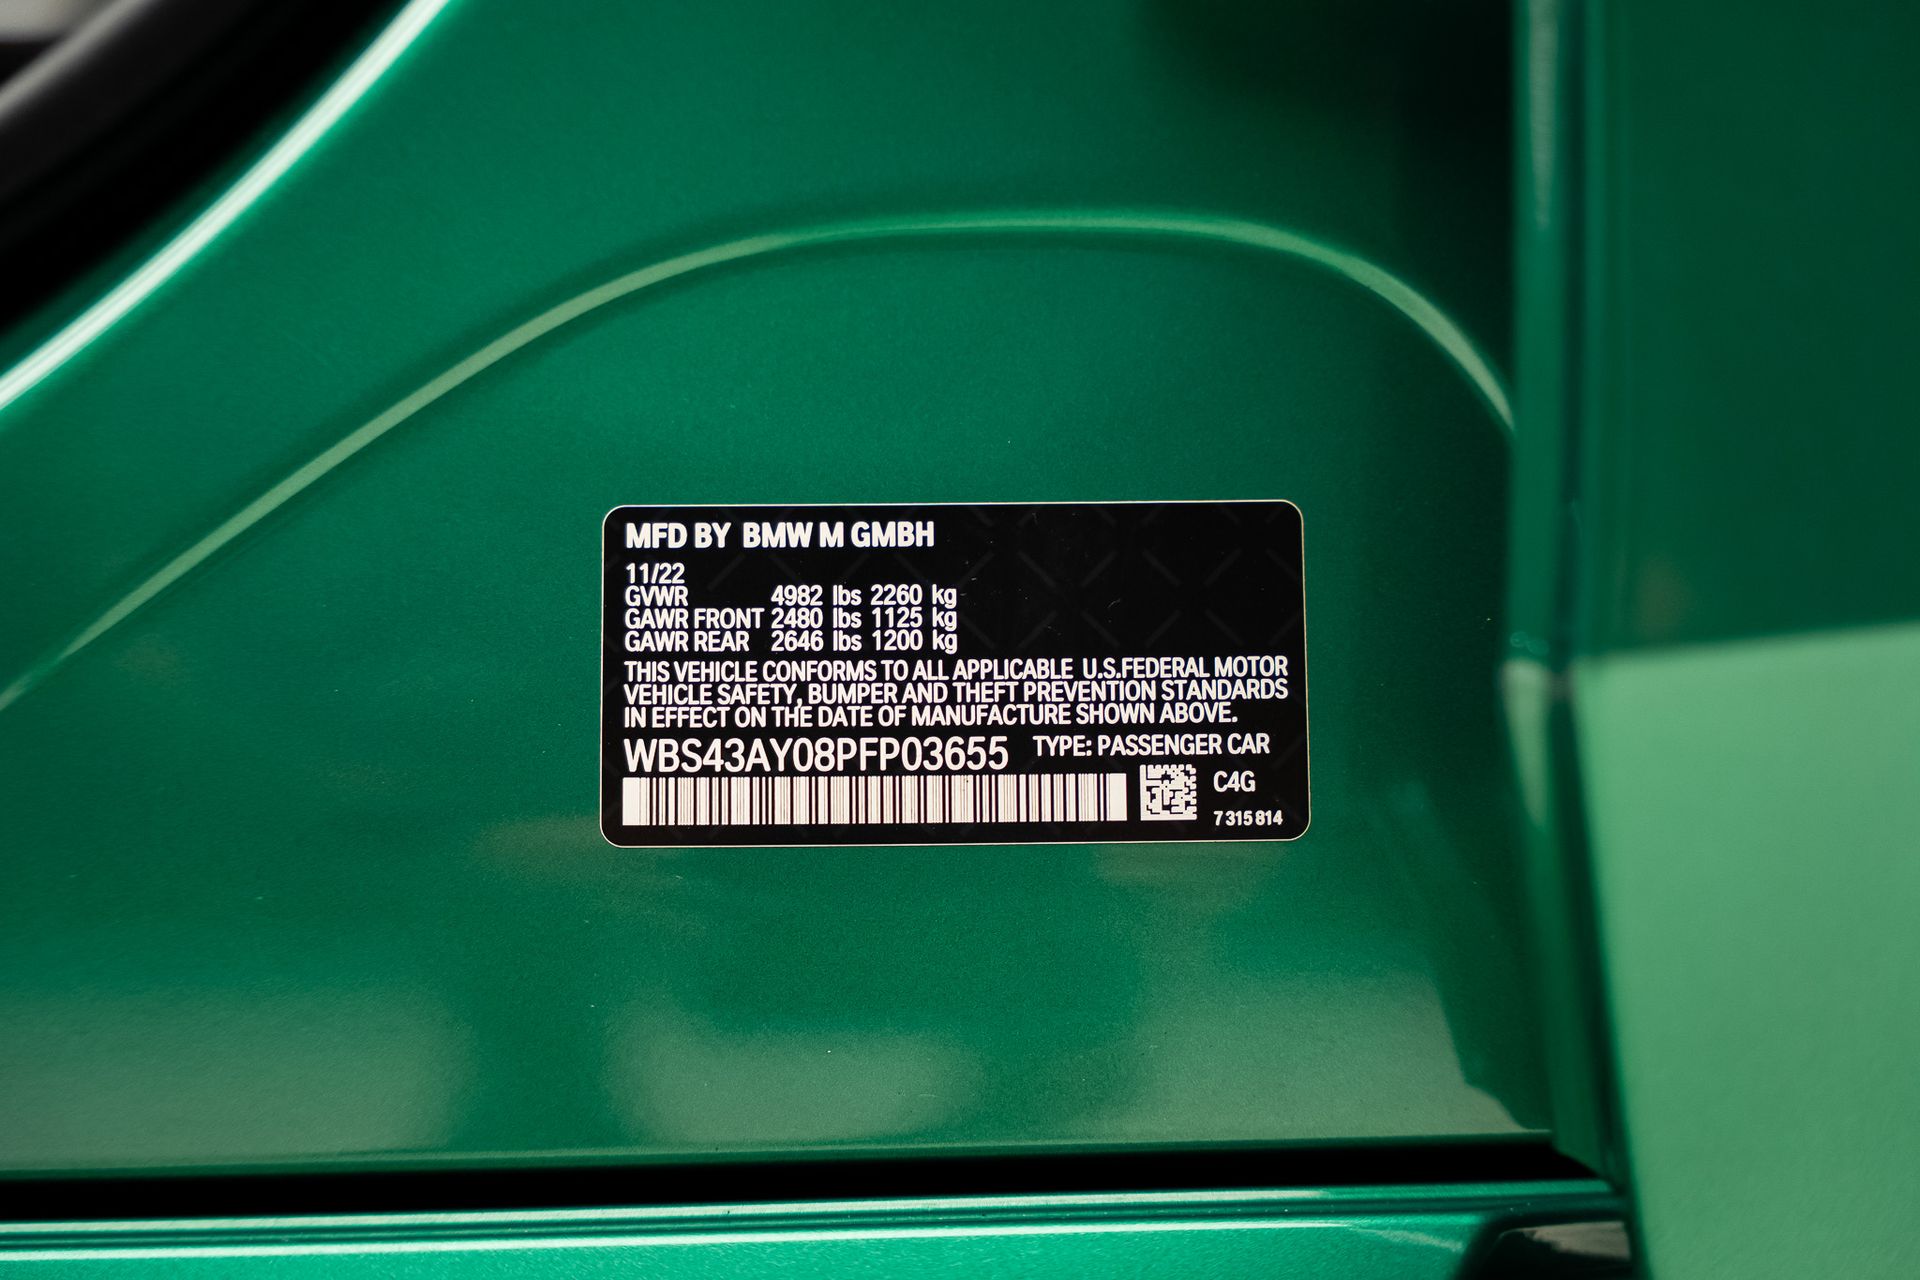 MFD BY BMW M GMBH
11/22
GVWR 4982 lbs 2260 kg
GAWR FRONT 2480 lbs 1125 kg
GAWR REAR 2646 lbs 1200 kg
THIS VEHICLE CONFORMS TO ALL APPLICABLE U.S.FEDERAL MOTOR
VEHICLE SAFETY, BUMPER AND THEFT PREVENTION STANDARDS
IN EFFECT ON THE DATE OF MANUFACTURE SHOWN ABOVE.
WBS43AY08PFP03655 TYPE: PASSENGER CAR
C4G
7 315 814